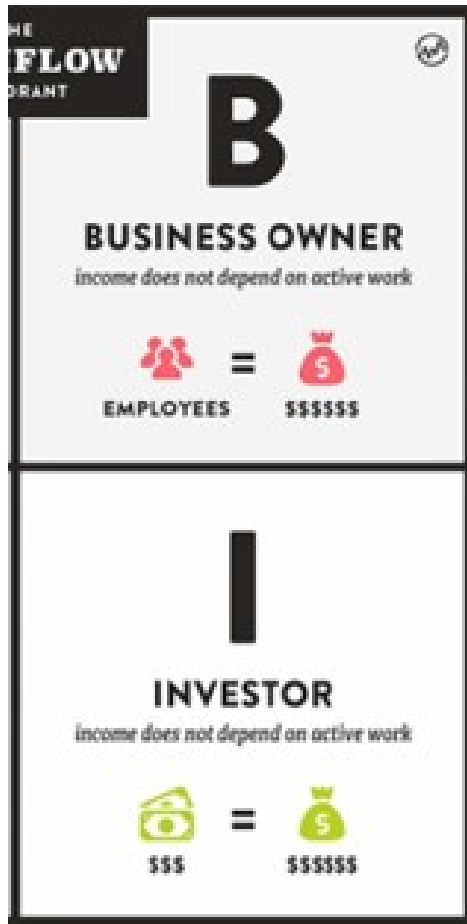 HE
FLOW
DRANT
B
BUSINESS OWNER
income does not depend on active work
=
EMPLOYEES
$
$$$$$$
I
INVESTOR
income does not depend on active work
=
$
$$$
$$$$$$